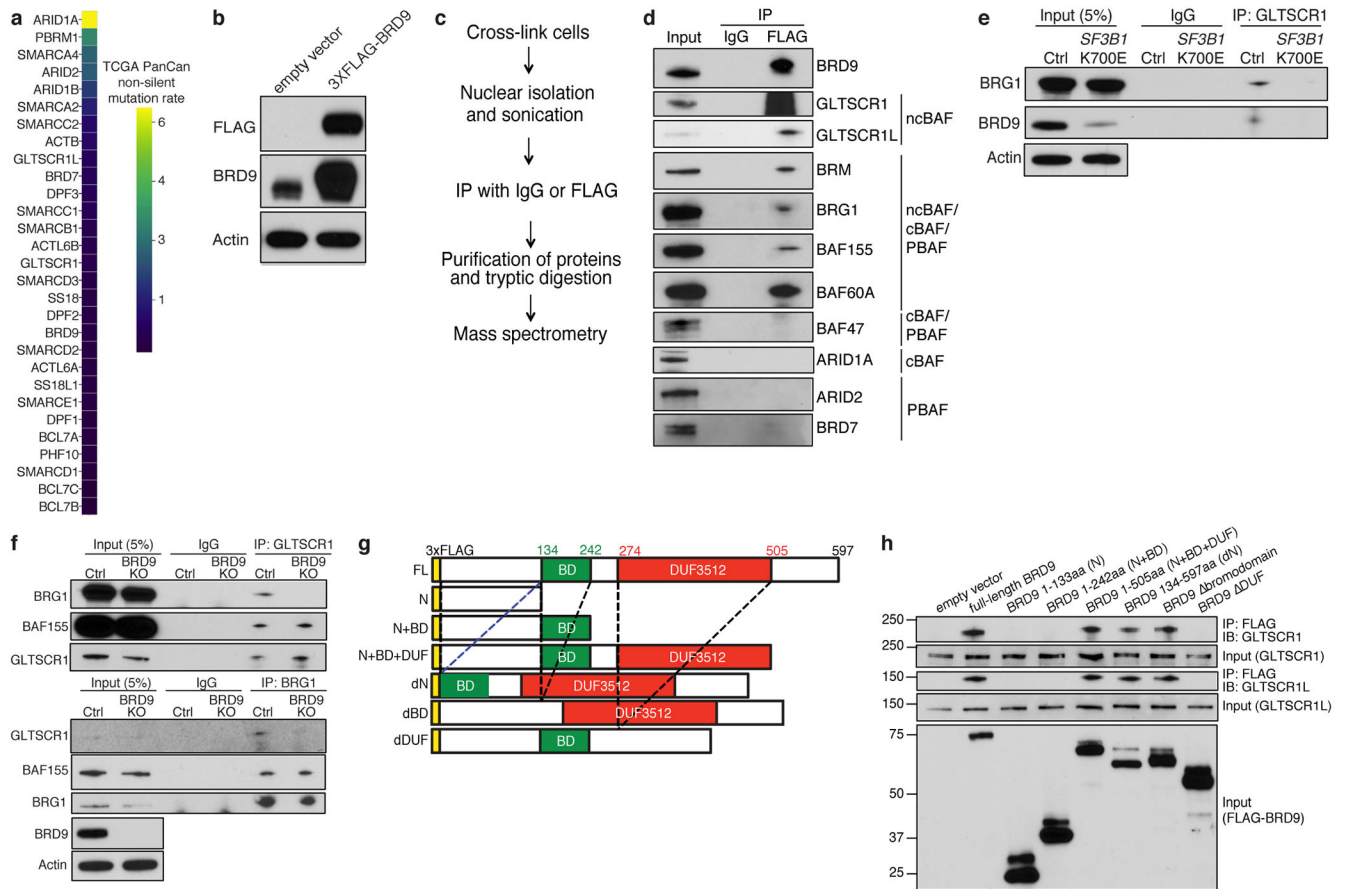 a
ARID1A
PBRM1
SMARCA4
ARID2
ARID1B
SMARCA2
SMARCC2
ACTB
GLTSCR1L
BRD7
DPF3
SMARCC1
SMARCB1
ACTL6B
GLTSCR1
SMARCD3
SS18
DPF2
BRD9
SMARCD2
ACTL6A
SS18L1
SMARCE1
DPF1
BCL7A
PHF10
SMARCD1
BCL7C
BCL7B
TCGA PanCan
non-silent
mutation rate
6
4
3
1
b
empty vector
3XFLAG-BRD9
FLAG
BRD9
Actin
c
Cross-link cells
Nuclear isolation
and sonication
IP with IgG or FLAG
Purification of proteins
and tryptic digestion
Mass spectrometry
d
IP
Input IgG FLAG
BRD9
GLTSCR1
GLTSCR1L
ncBAF
BRM
BRG1
BAF155
BAF60A
ncBAF/
cBAF/
PBAF
BAF47
cBAF/
PBAF
ARID1A
cBAF
ARID2
BRD7
PBAF
e
Input (5%) IgG IP: GLTSCR1
SF3B1 SF3B1 SF3B1
Ctrl K700E Ctrl K700E Ctrl K700E
BRG1
BRD9
Actin
f
Input (5%) IgG IP: GLTSCR1
BRD9 BRD9 BRD9
Ctrl KO Ctrl KO Ctrl KO
BRG1
BAF155
GLTSCR1
Input (5%) IgG IP: BRG1
BRD9 BRD9 BRD9
Ctrl KO Ctrl KO Ctrl KO
GLTSCR1
BAF155
BRG1
BRD9
Actin
g
3xFLAG 134 242 274 505 597
FL BD DUF3512
N
N+BD BD
N+BD+DUF BD DUF3512
dN BD DUF3512
dBD DUF3512
dDUF BD
h
empty vector
full-length BRD9
BRD9 1-133aa (N)
BRD9 1-242aa (N+BD)
BRD9 1-505aa (N+BD+DUF)
BRD9 134-597aa (dN)
BRD9 Δbromodomain
BRD9 ΔDUF
250
IP: FLAG
IB: GLTSCR1
250
Input (GLTSCR1)
150
IP: FLAG
IB: GLTSCR1L
150
Input (GLTSCR1L)
75
50
37
25
Input
(FLAG-BRD9)